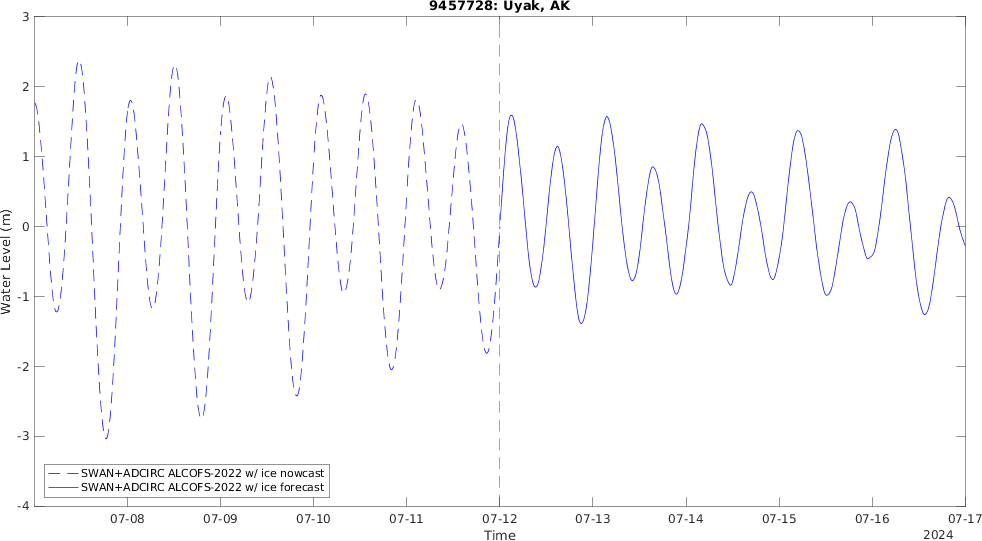 9457728: Uyak, AK
3
2
1
0
-1
-2
-3
-4
Water Level (m)
SWAN+ADCIRC ALCOFS-2022 w/ ice nowcast
SWAN+ADCIRC ALCOFS-2022 w/ ice forecast
07-08 07-09 07-10 07-11 07-12 07-13 07-14 07-15 07-16 07-17
Time
2024